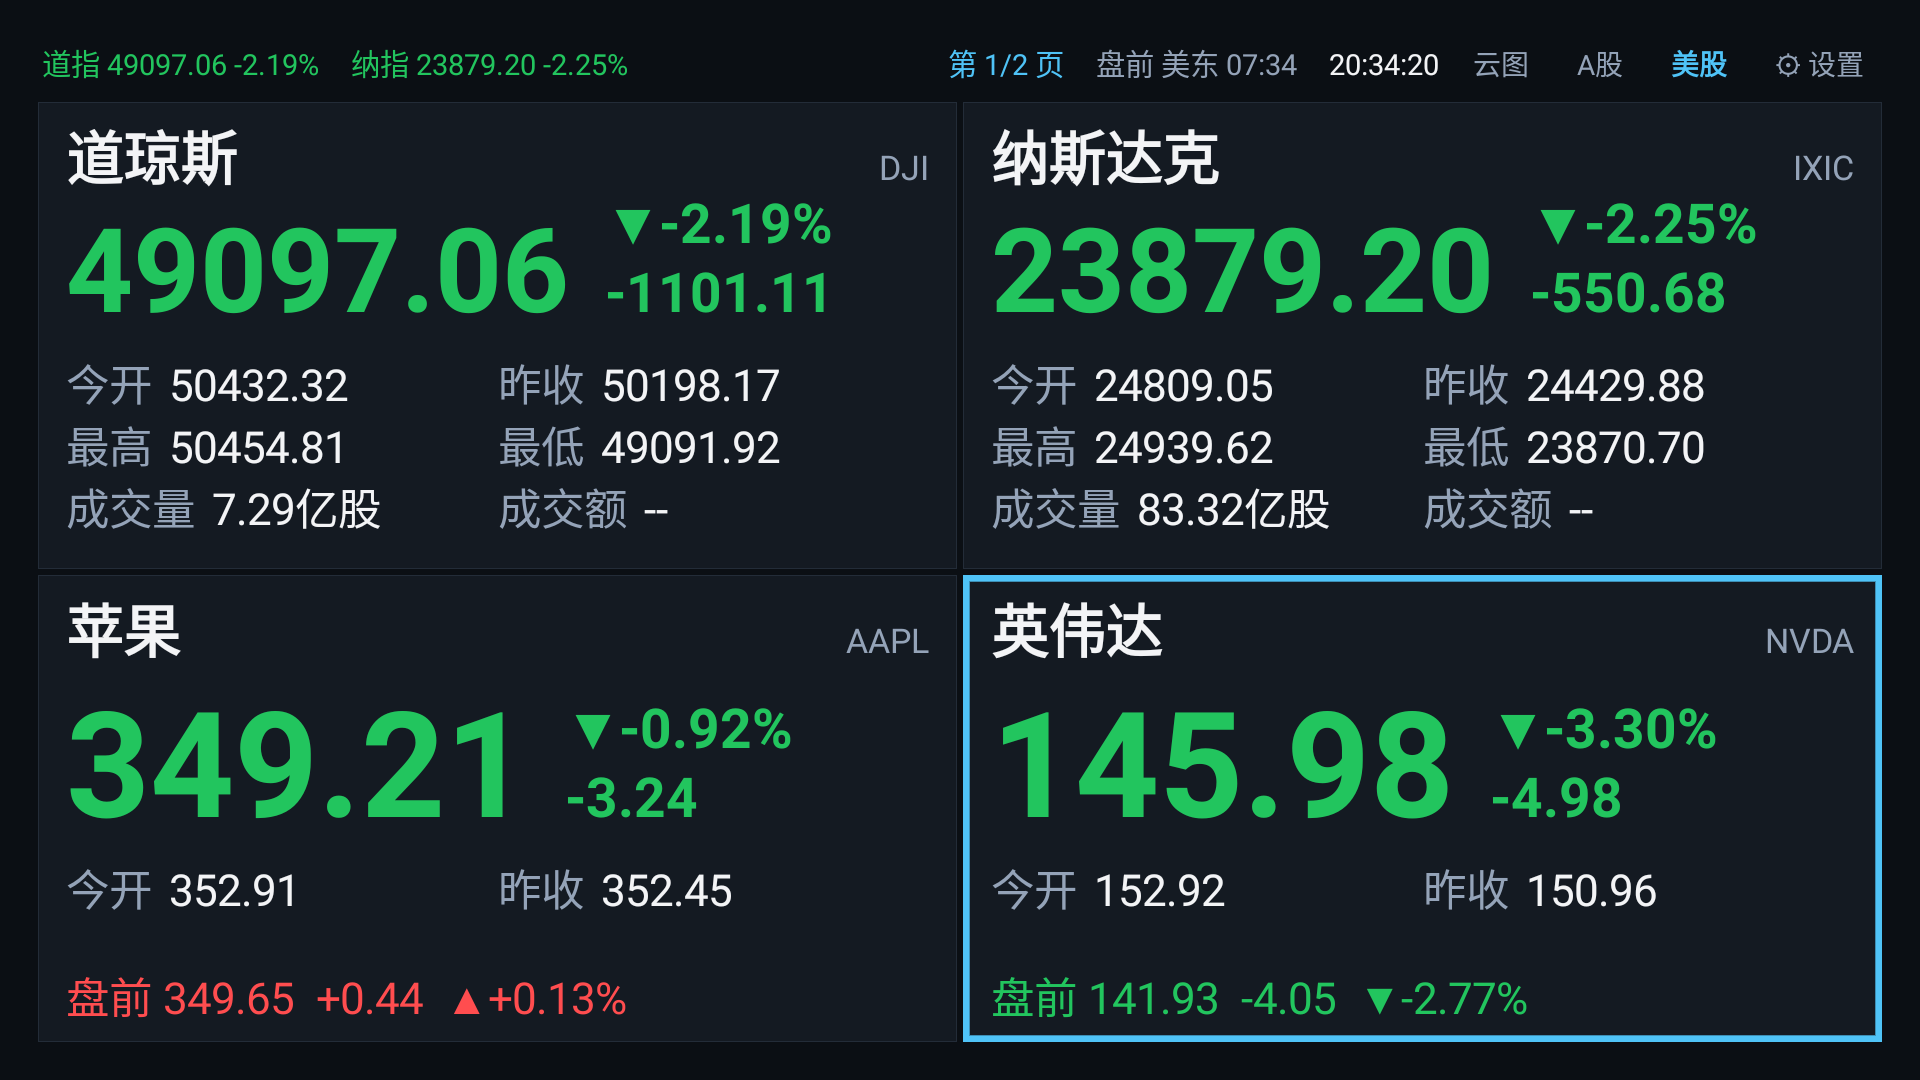 道指 49097.06 -2.19% 纳指 23879.20 -2.25% 第 1/2 页 盘前 美东 07:34 20:34:20 云图 A股 美股 设置
道琼斯 DJI
49097.06 ▼-2.19%
-1101.11
今开 50432.32 昨收 50198.17
最高 50454.81 最低 49091.92
成交量 7.29亿股 成交额 --
纳斯达克 IXIC
23879.20 ▼-2.25%
-550.68
今开 24809.05 昨收 24429.88
最高 24939.62 最低 23870.70
成交量 83.32亿股 成交额 --
苹果 AAPL
349.21 ▼-0.92%
-3.24
今开 352.91 昨收 352.45
盘前 349.65 +0.44 ▲+0.13%
英伟达 NVDA
145.98 ▼-3.30%
-4.98
今开 152.92 昨收 150.96
盘前 141.93 -4.05 ▼-2.77%